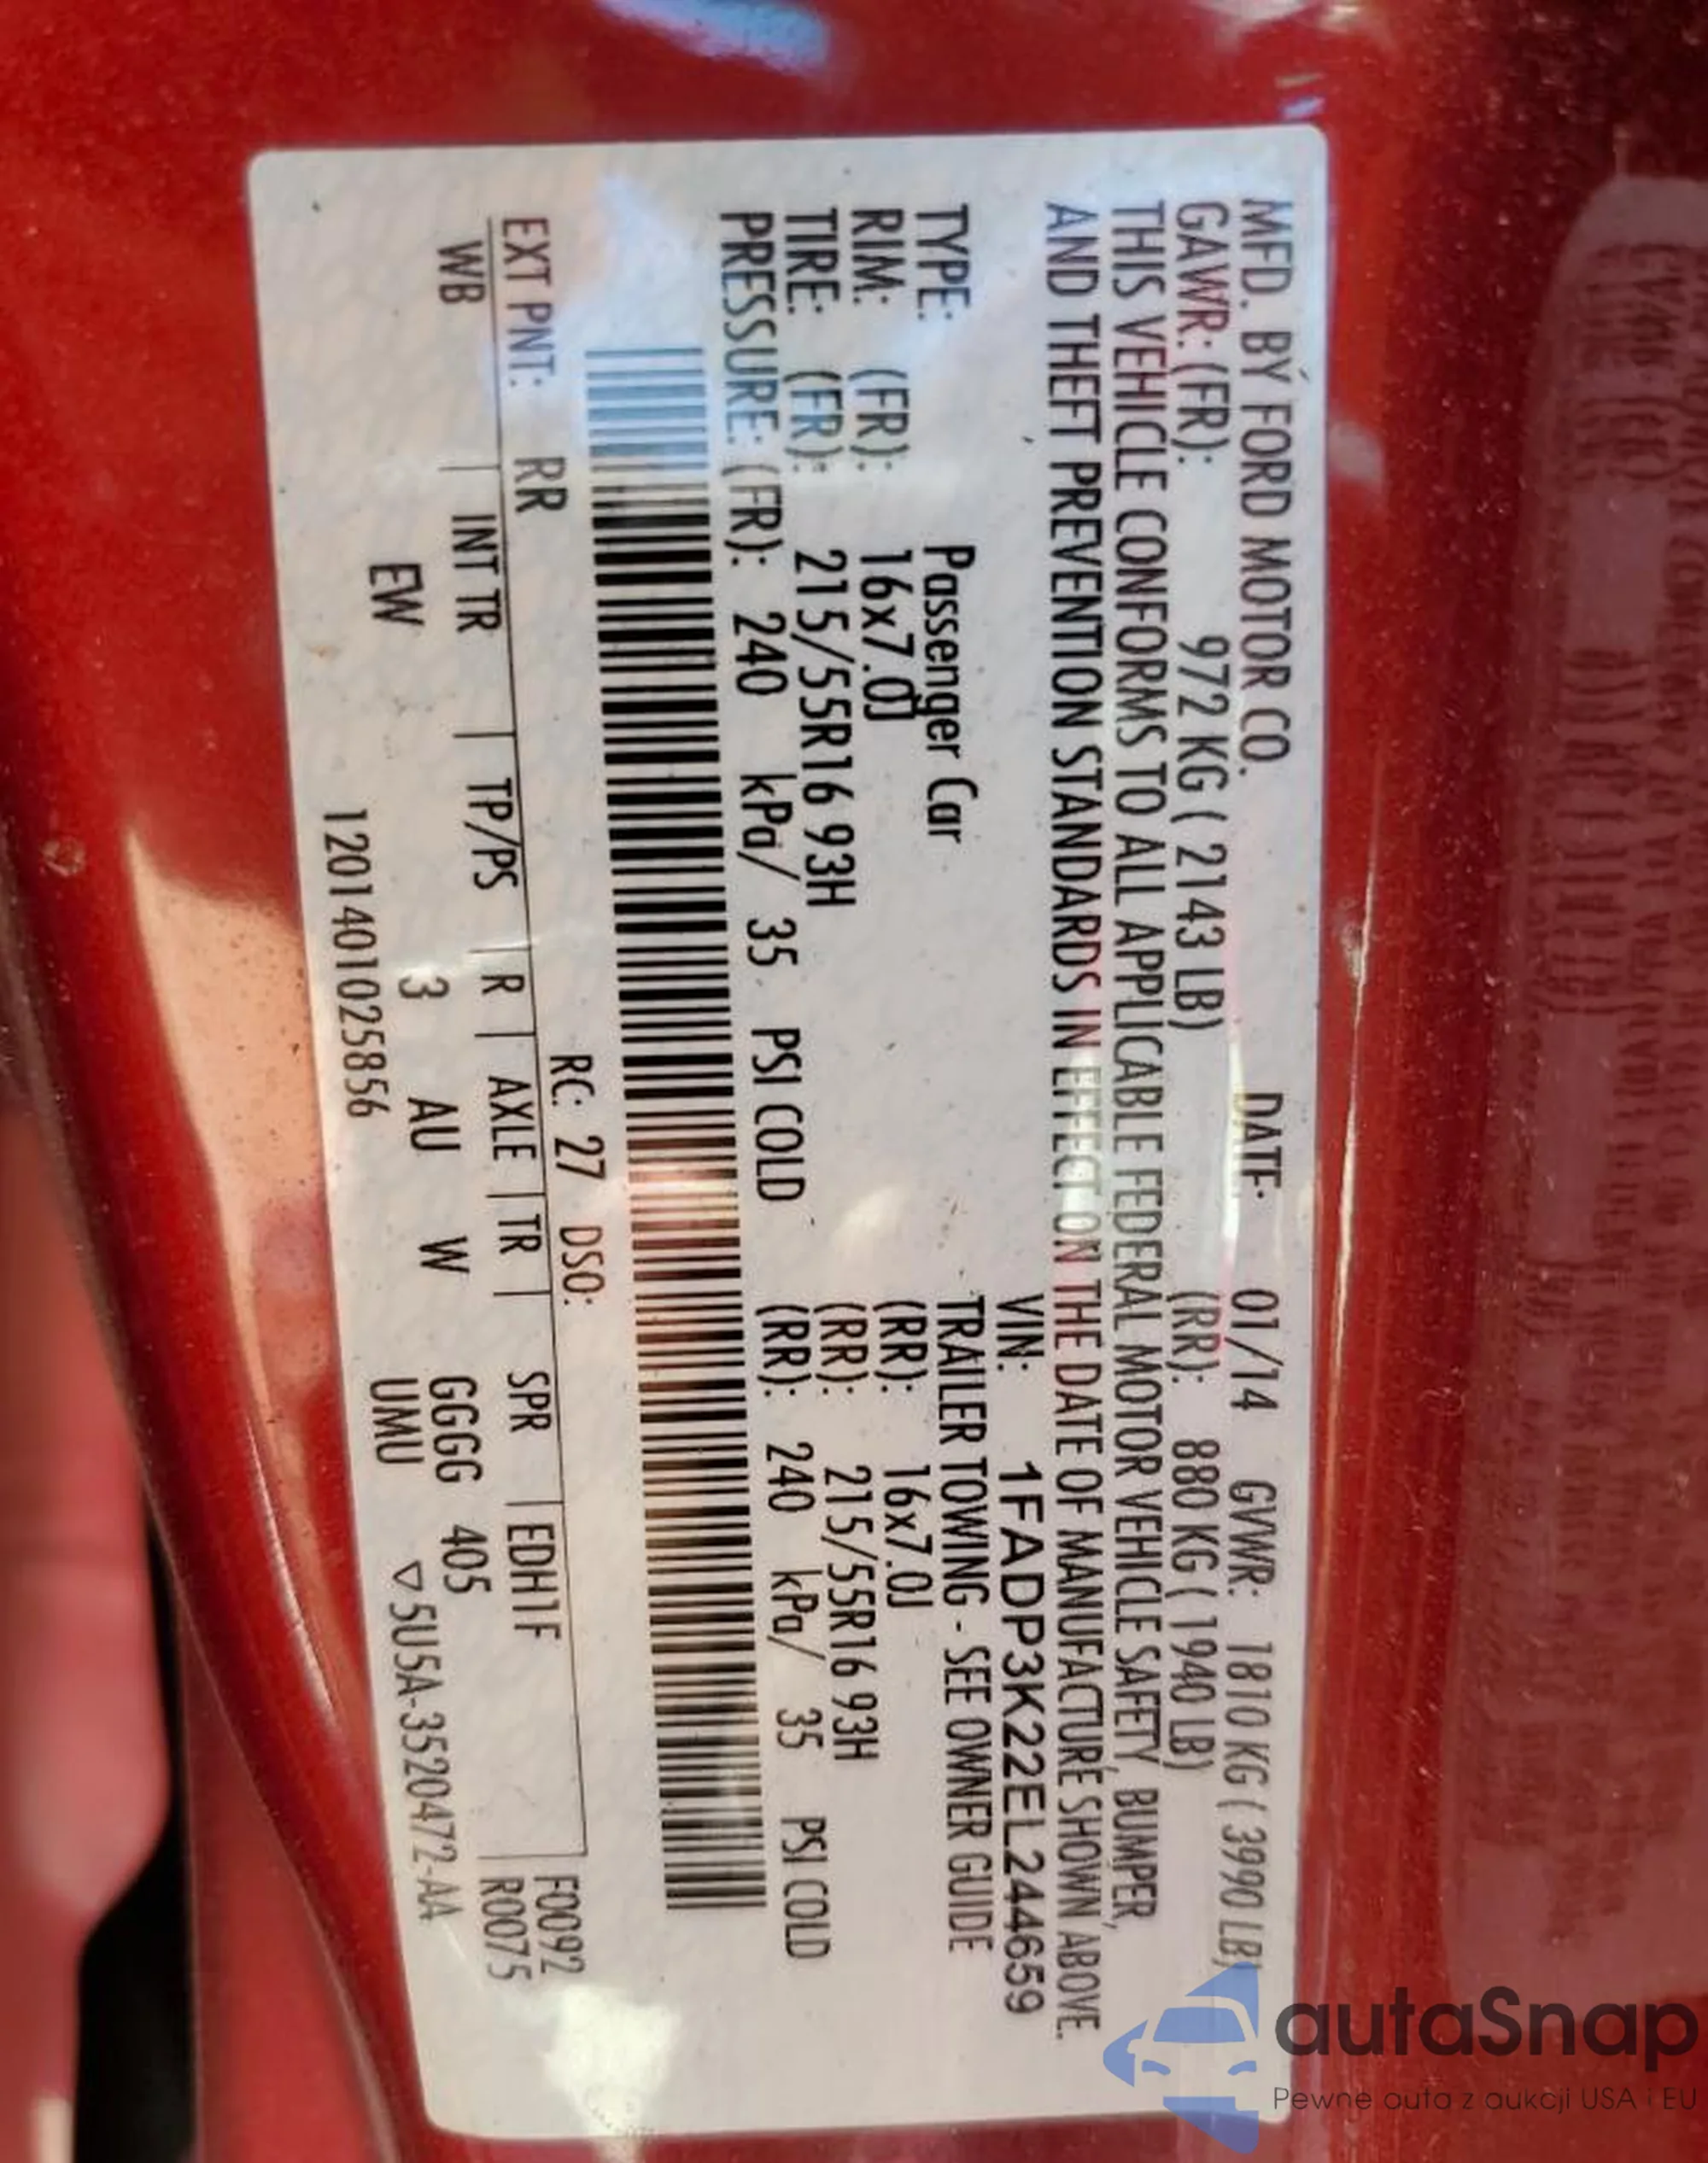 MFD. BY FORD MOTOR CO. DATE: 01/14 GVWR: 1810 KG ( 3990 LB)
GAWR: (FR): 972 KG ( 2143 LB) (RR): 880 KG ( 1940 LB)
THIS VEHICLE CONFORMS TO ALL APPLICABLE FEDERAL MOTOR VEHICLE SAFETY, BUMPER,
AND THEFT PREVENTION STANDARDS IN EFFECT ON THE DATE OF MANUFACTURE SHOWN ABOVE.
VIN: 1FADP3K22EL244659
TYPE: Passenger Car TRAILER TOWING - SEE OWNER GUIDE
RIM: (FR): 16x7.0J (RR): 16x7.0J
TIRE: (FR): 215/55R16 93H (RR): 215/55R16 93H
PRESSURE: (FR): 240 kPa/ 35 PSI COLD (RR): 240 kPa/ 35 PSI COLD
RC: 27 DSO: F0092
EXT PNT: RR R0075
WB INT TR TP/PS R AXLE TR SPR EDH1F
EW 3 AU W GGGG 405
UMU ▽5U5A-3520472-AA
1201401025856
autaSnap
Pewne auta z aukcji USA i EU